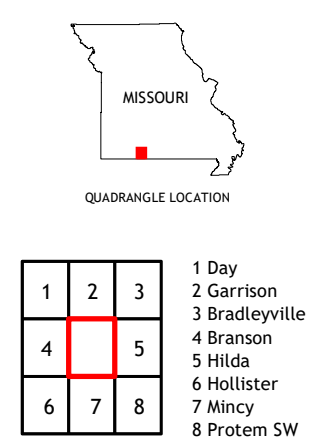 MISSOURI
QUADRANGLE LOCATION
1 2 3
4 5
6 7 8
1 Day
2 Garrison
3 Bradleyville
4 Branson
5 Hilda
6 Hollister
7 Mincy
8 Protem SW